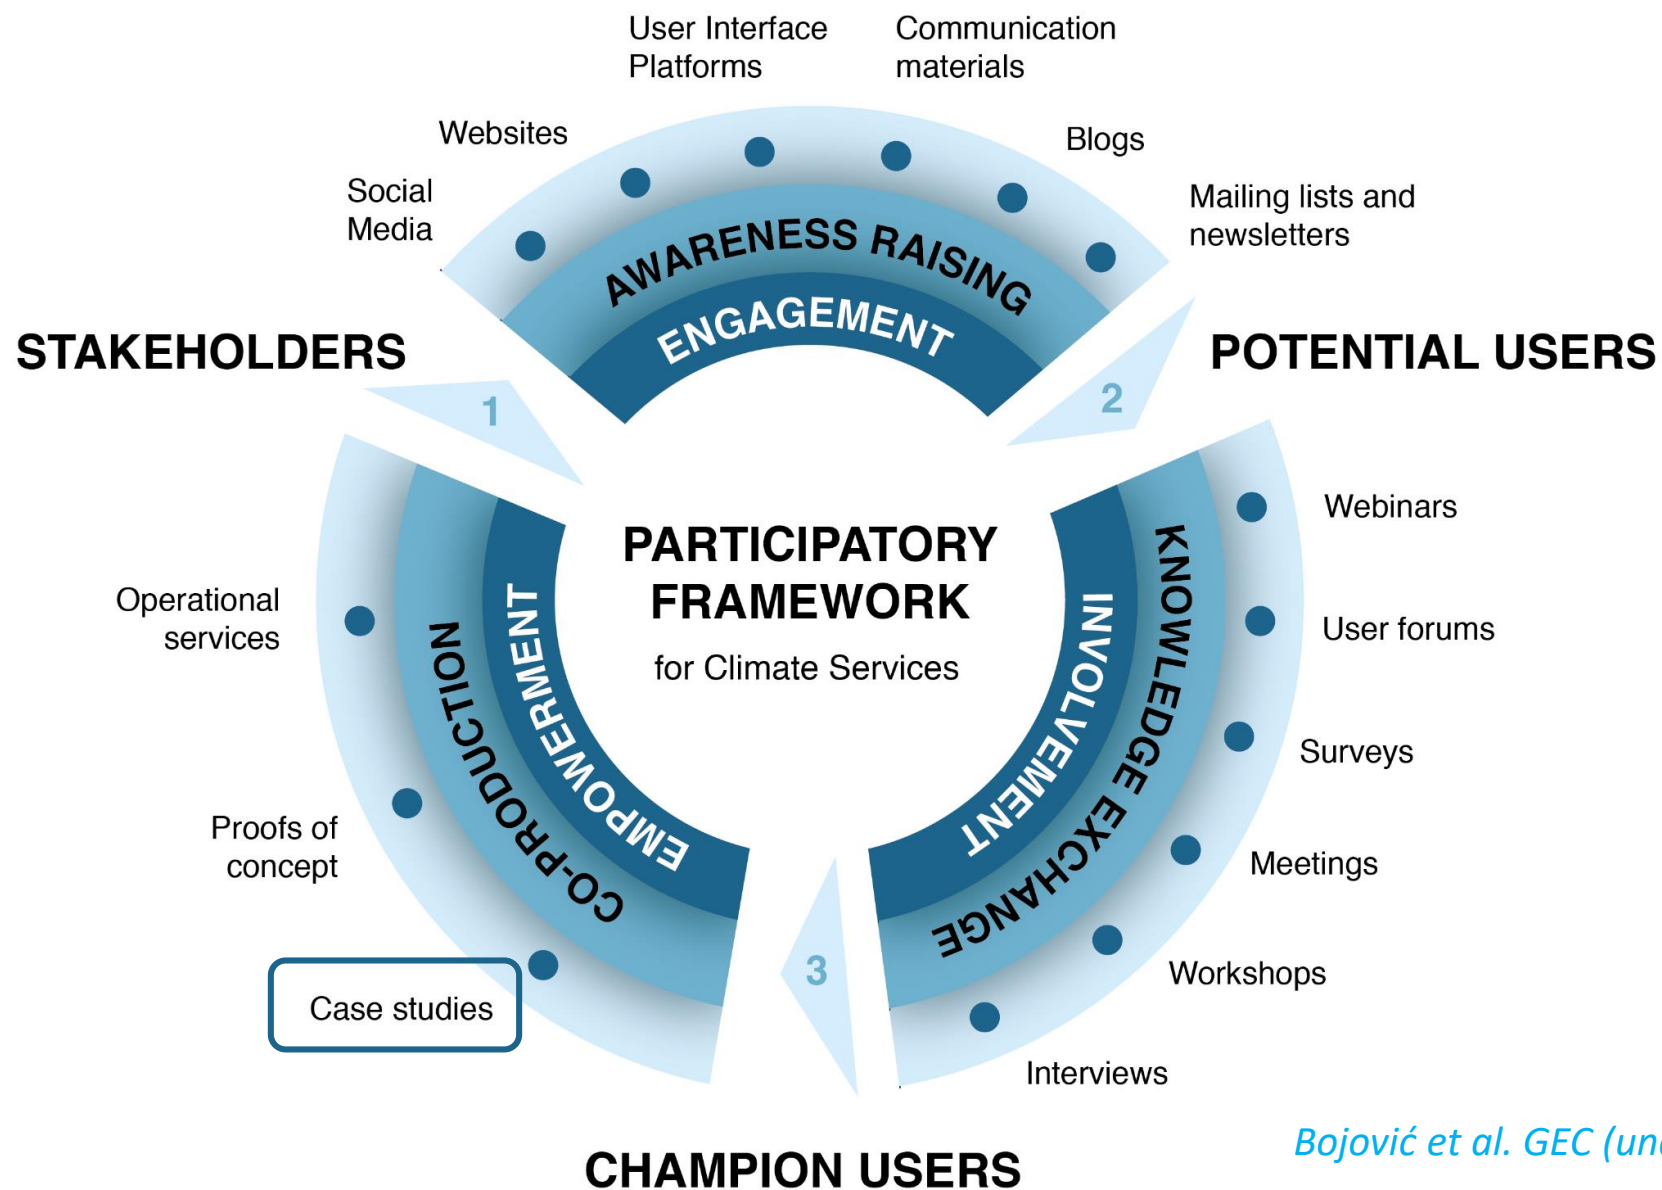 User Interface
Platforms
Communication
materials
Websites
Blogs
Social
Media
Mailing lists and
newsletters
AWARENESS RAISING
ENGAGEMENT
STAKEHOLDERS
POTENTIAL USERS
1
2
PARTICIPATORY
FRAMEWORK
for Climate Services
Webinars
User forums
Surveys
Meetings
Workshops
Interviews
KNOWLEDGE EXCHANGE
INVOLVEMENT
3
Operational
services
Proofs of
concept
Case studies
CO-PRODUCTION
EMPOWERMENT
CHAMPION USERS
Bojović et al. GEC